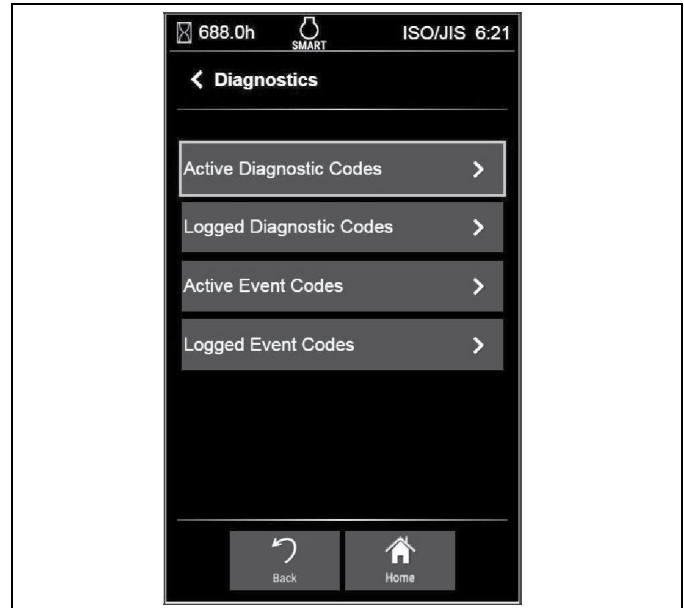 688.0h SMART ISO/JIS 6:21
Diagnostics
Active Diagnostic Codes
Logged Diagnostic Codes
Active Event Codes
Logged Event Codes
Back Home